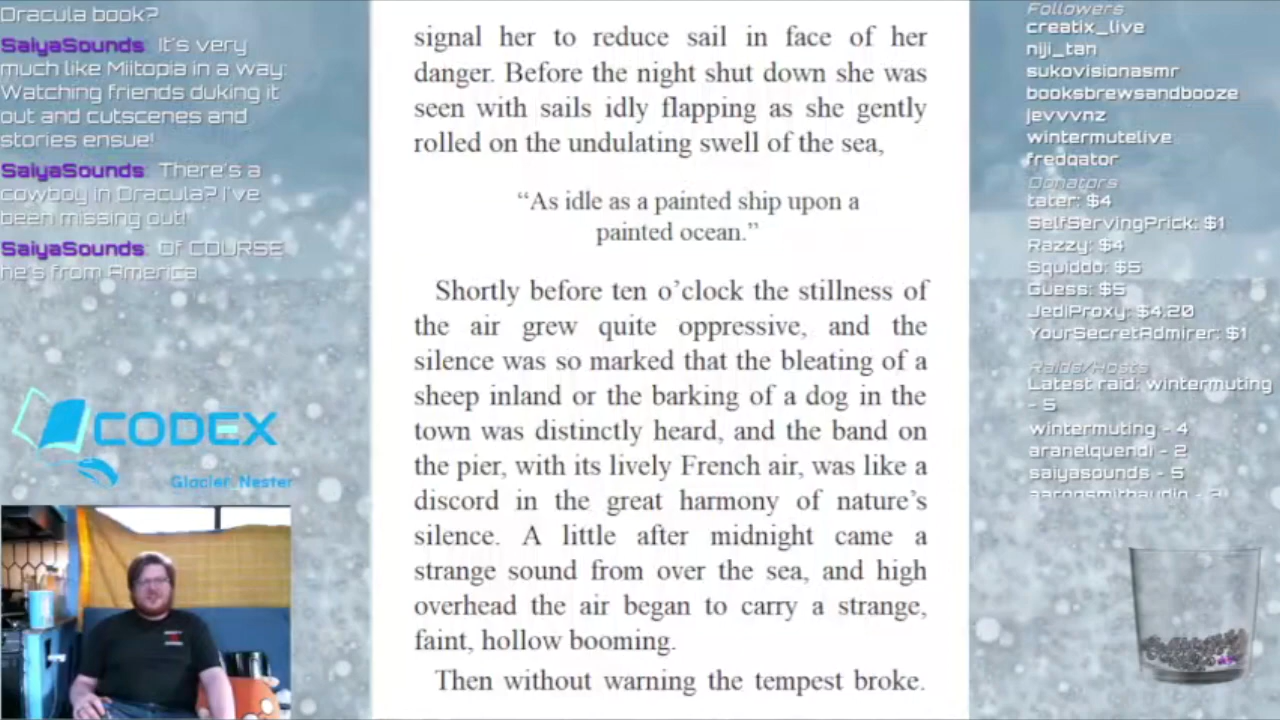 Dracula book?
SaiyaSounds: It's very
much like Miitopia in a way:
Watching friends duking it
out and cutscenes and
stories ensue!
SaiyaSounds: There's a
cowboy in Dracula? I've
been missing out!
SaiyaSounds: Of COURSE
he's from America
CODEX
Glacier_Nester
signal her to reduce sail in face of her
danger. Before the night shut down she was
seen with sails idly flapping as she gently
rolled on the undulating swell of the sea,
“As idle as a painted ship upon a
painted ocean.”
Shortly before ten o’clock the stillness of
the air grew quite oppressive, and the
silence was so marked that the bleating of a
sheep inland or the barking of a dog in the
town was distinctly heard, and the band on
the pier, with its lively French air, was like a
discord in the great harmony of nature’s
silence. A little after midnight came a
strange sound from over the sea, and high
overhead the air began to carry a strange,
faint, hollow booming.
Then without warning the tempest broke.
Followers
creatix_live
niji_tan
sukovisionasmr
booksbrewsandbooze
jevvvnz
wintermutelive
fredgator
Donators
tater: $4
SelfServingPrick: $1
Razzy: $4
Squiddo: $5
Guess: $5
JediProxy: $4.20
YourSecretAdmirer: $1
Raids/Hosts
Latest raid: wintermuting
- 5
wintermuting - 4
aranelquendi - 2
saiyasounds - 5